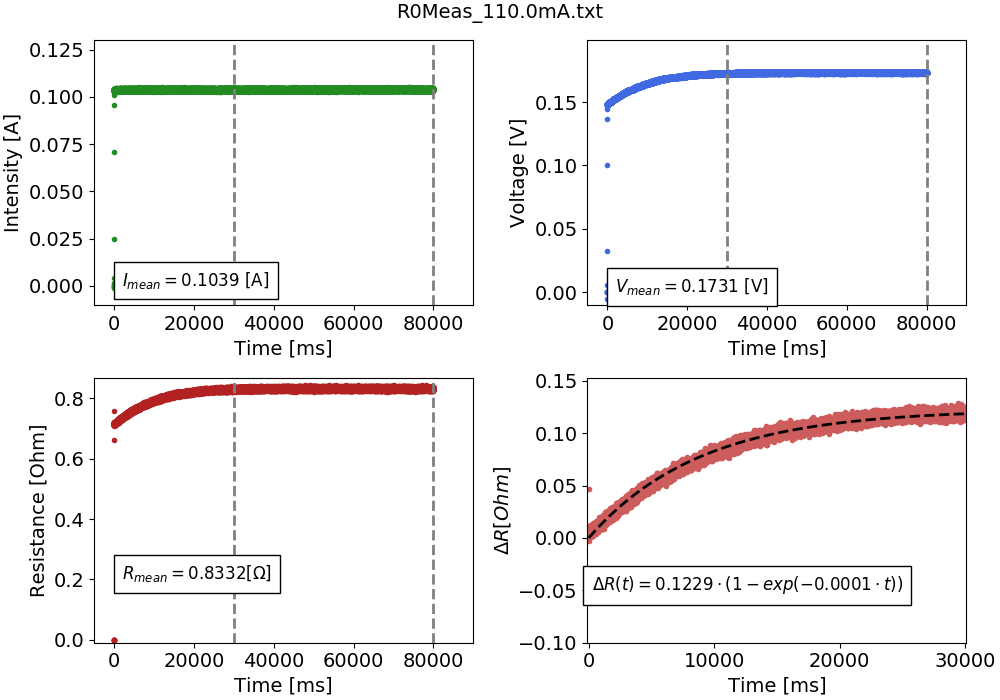 R0Meas_110.0mA.txt
Intensity [A]
0.125
0.100
0.075
0.050
0.025
0.000
I_mean = 0.1039 [A]
0 20000 40000 60000 80000
Time [ms]
Voltage [V]
0.15
0.10
0.05
0.00
V_mean = 0.1731 [V]
0 20000 40000 60000 80000
Time [ms]
Resistance [Ohm]
0.8
0.6
0.4
0.2
0.0
R_mean = 0.8332[Ω]
0 20000 40000 60000 80000
Time [ms]
ΔR[Ohm]
0.15
0.10
0.05
0.00
−0.05
−0.10
ΔR(t) = 0.1229 · (1 − exp(−0.0001 · t))
0 10000 20000 30000
Time [ms]